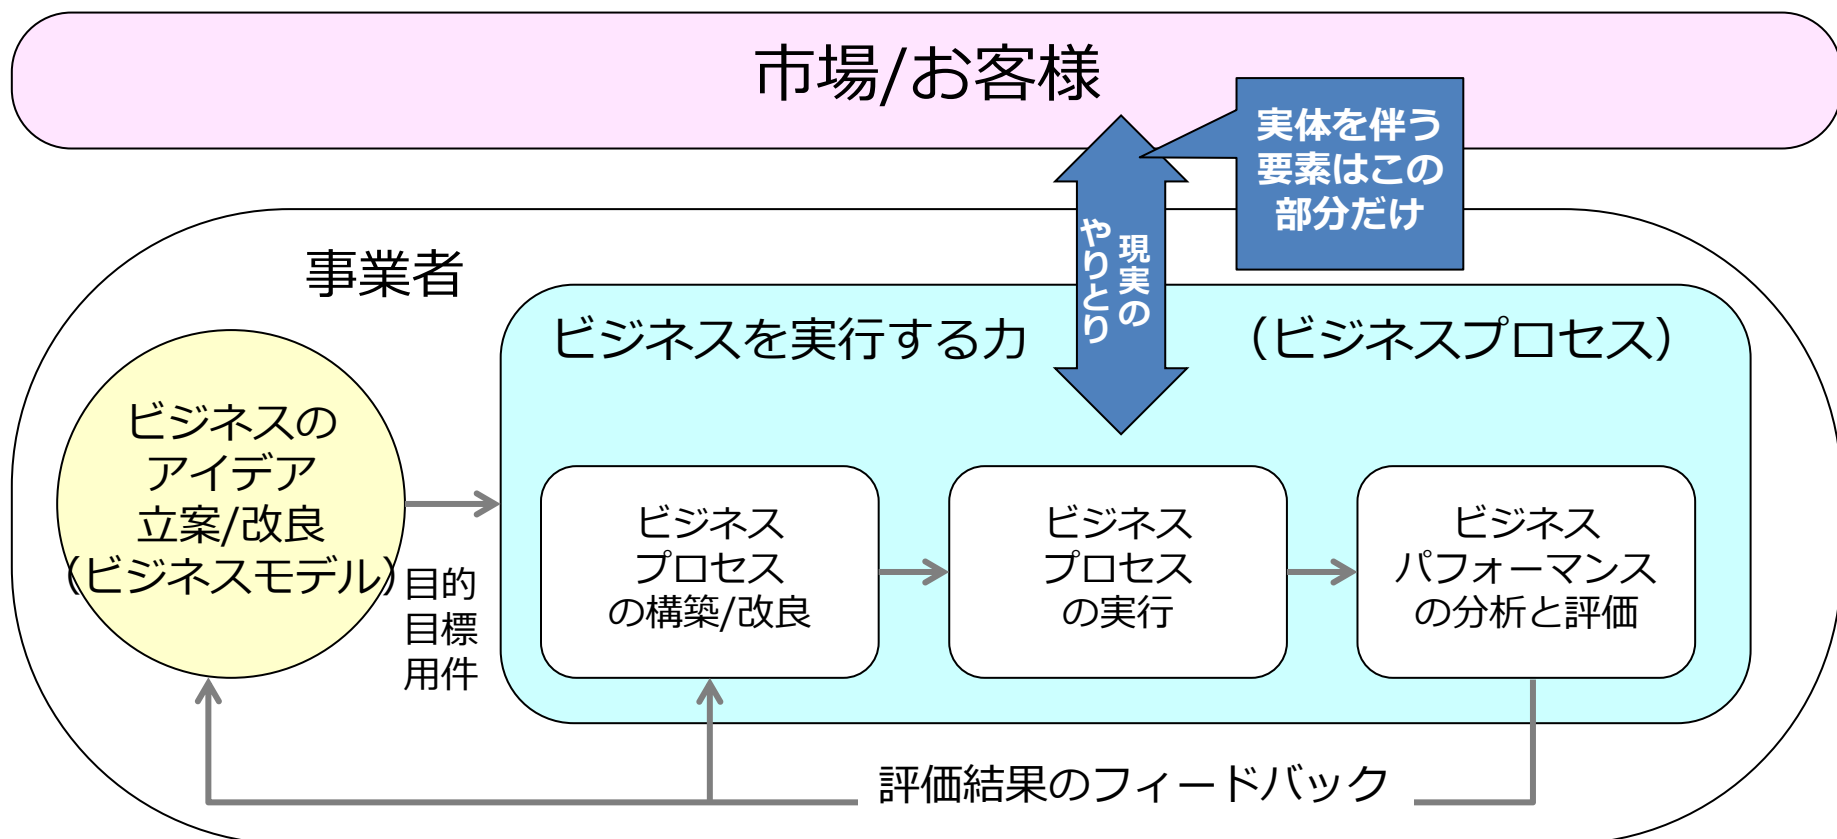 市場/お客様
実体を伴う
要素はこの
部分だけ
現実の
やりとり
事業者
ビジネスを実行する力
（ビジネスプロセス）
ビジネスの
アイデア
立案/改良
（ビジネスモデル）
目的
目標
用件
ビジネス
プロセス
の構築/改良
ビジネス
プロセス
の実行
ビジネス
パフォーマンス
の分析と評価
評価結果のフィードバック